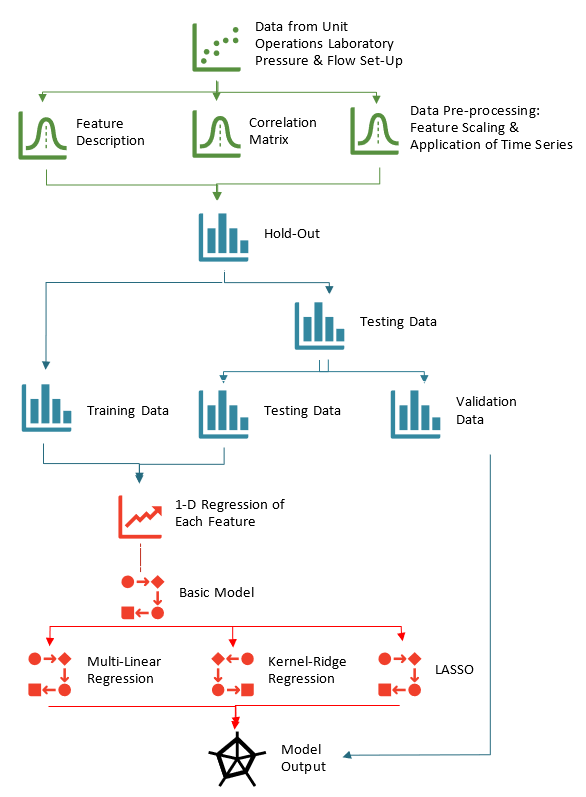 Data from Unit
Operations Laboratory
Pressure & Flow Set-Up
Feature
Description
Correlation
Matrix
Data Pre-processing:
Feature Scaling &
Application of Time Series
Hold-Out
Testing Data
Training Data
Testing Data
Validation
Data
1-D Regression of
Each Feature
Basic Model
Multi-Linear
Regression
Kernel-Ridge
Regression
LASSO
Model
Output